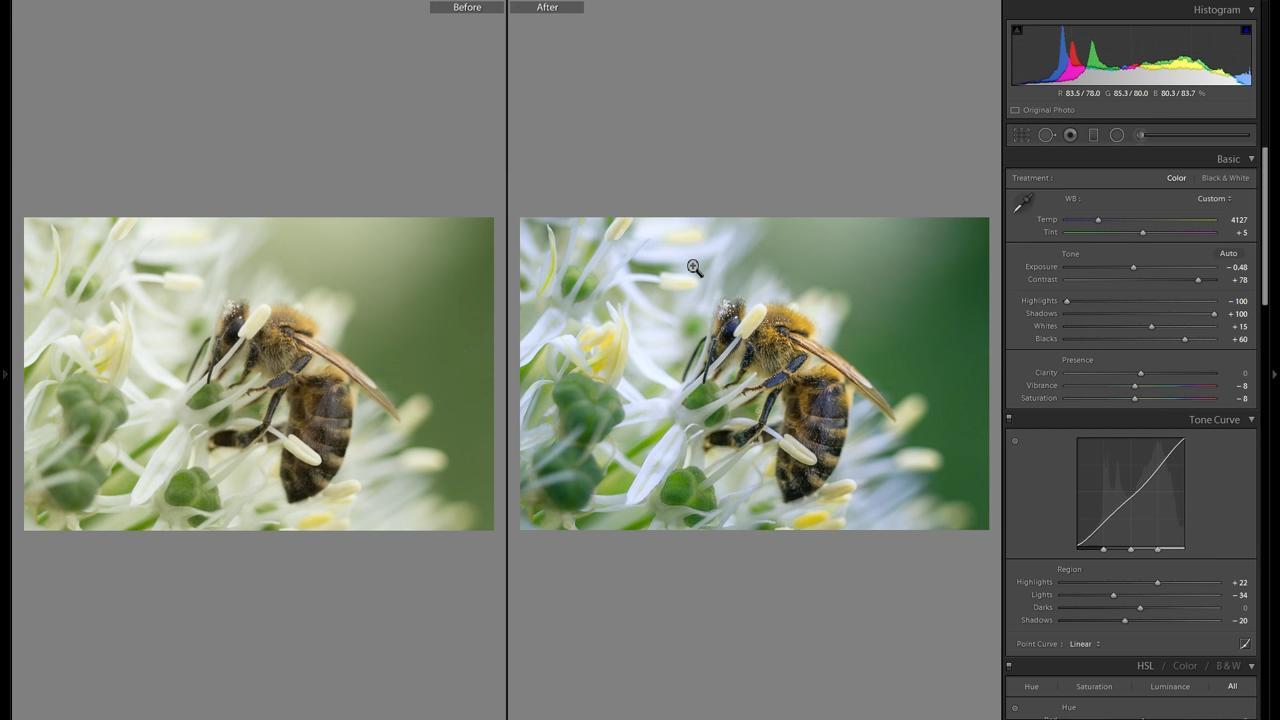 Before
After
Histogram
R 83.5 / 78.0 G 85.3 / 80.0 B 80.3 / 83.7 %
Original Photo
Basic
Treatment : Color Black & White
WB : Custom
Temp 4127
Tint + 5
Tone Auto
Exposure − 0.48
Contrast + 78
Highlights − 100
Shadows + 100
Whites + 15
Blacks + 60
Presence
Clarity 0
Vibrance − 8
Saturation − 8
Tone Curve
Region
Highlights + 22
Lights − 34
Darks 0
Shadows − 20
Point Curve : Linear
HSL / Color / B & W
Hue Saturation Luminance All
Hue